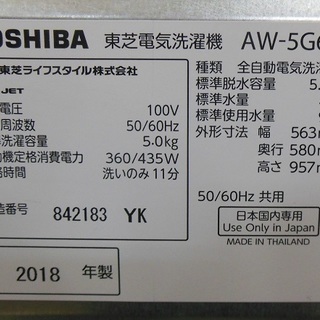 OSHIBA 東芝電気洗濯機 AW-5G6
東芝ライフスタイル株式会社
JET
電圧 100V
周波数 50/60Hz
5.0kg
動機定格消費電力 360/435W
時間 洗いのみ11分
造番号 842183 YK
2018 年製
種類 全自動電気洗濯
標準脱水容量 5.
標準水量
標準使用水量
外形寸法 幅 563m
奥行 580m
高さ 957m
50/60Hz 共用
日本国内専用
Use Only in Japan
MADE IN THAILAND